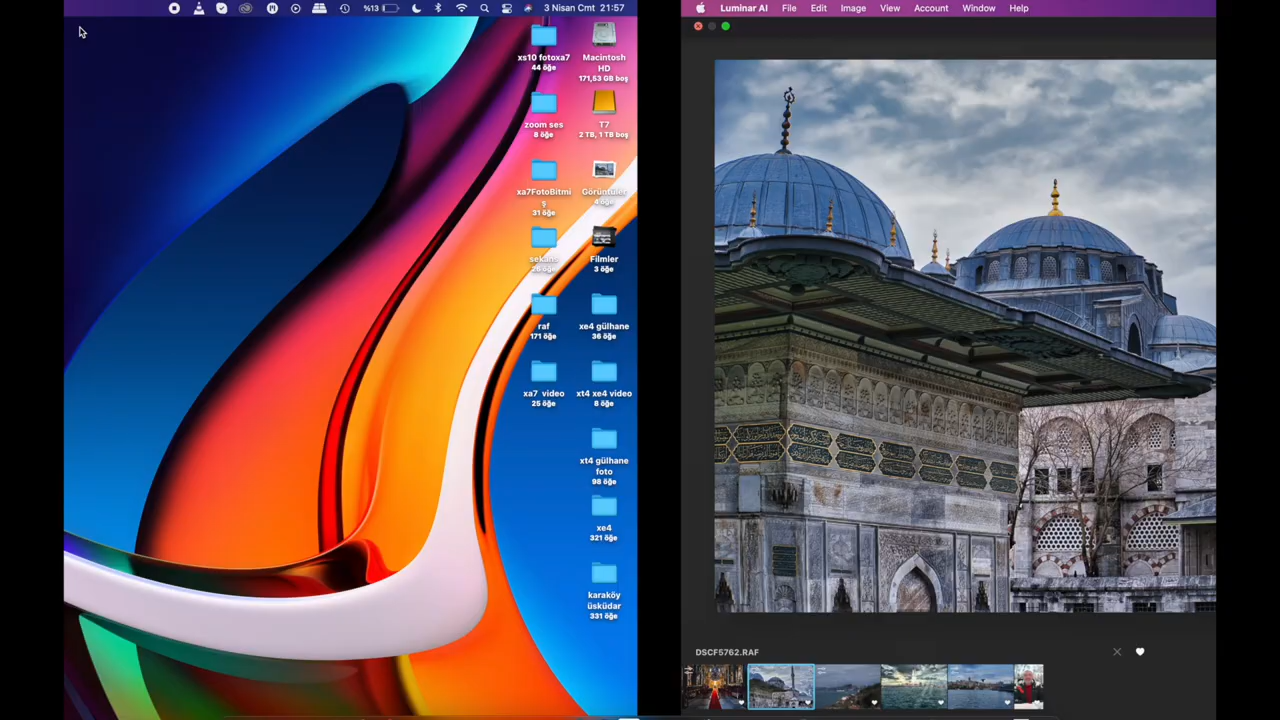 %13
3 Nisan Cmt 21:57
xs10 fotoxa7
44 öğe
Macintosh
HD
171,53 GB boş
zoom ses
8 öğe
T7
2 TB, 1 TB boş
xa7FotoBitmi
ş
31 öğe
Görüntüler
4 öğe
sekans
26 öğe
Filmler
3 öğe
raf
171 öğe
xe4 gülhane
36 öğe
xa7 video
25 öğe
xt4 xe4 video
8 öğe
xt4 gülhane
foto
98 öğe
xe4
321 öğe
karaköy
üsküdar
331 öğe
Luminar AI File Edit Image View Account Window Help
DSCF5762.RAF